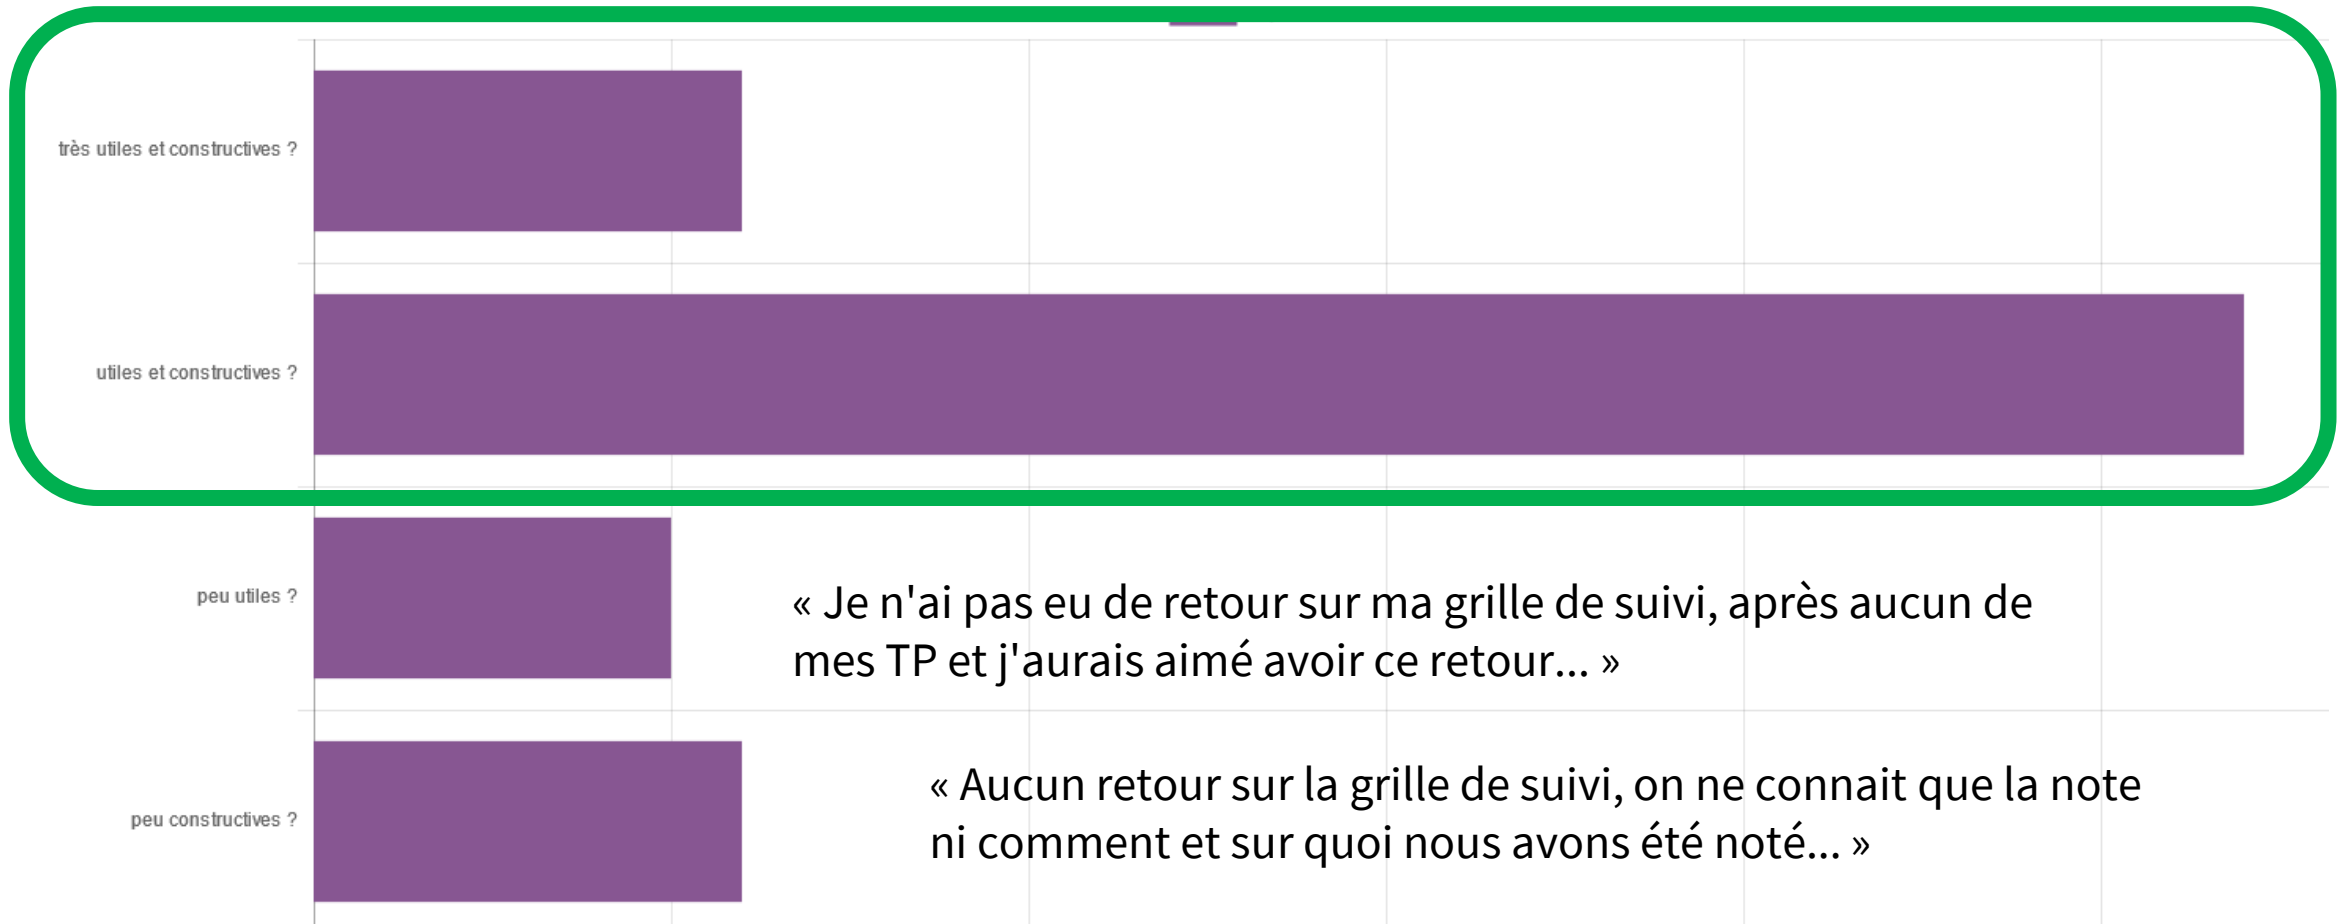 très utiles et constructives ?
utiles et constructives ?
peu utiles ?
« Je n'ai pas eu de retour sur ma grille de suivi, après aucun de
mes TP et j'aurais aimé avoir ce retour... »
peu constructives ?
« Aucun retour sur la grille de suivi, on ne connait que la note
ni comment et sur quoi nous avons été noté... »